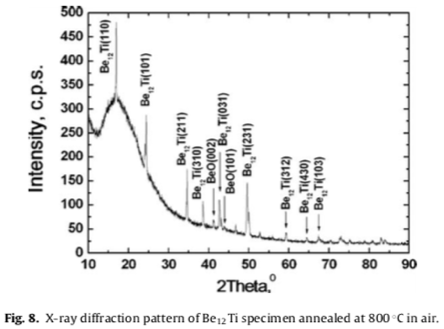 500
450
400
350
300
250
200
150
100
50
0
Intensity, c.p.s.
Be12Ti(110)
Be12Ti(101)
Be12Ti(211)
Be12Ti(310)
BeO(002)
Be12Ti(031)
BeO(101)
Be12Ti(231)
Be12Ti(312)
Be12Ti(430)
Be12Ti(103)
10 20 30 40 50 60 70 80 90
2Theta,°
Fig. 8. X-ray diffraction pattern of Be12 Ti specimen annealed at 800 °C in air.